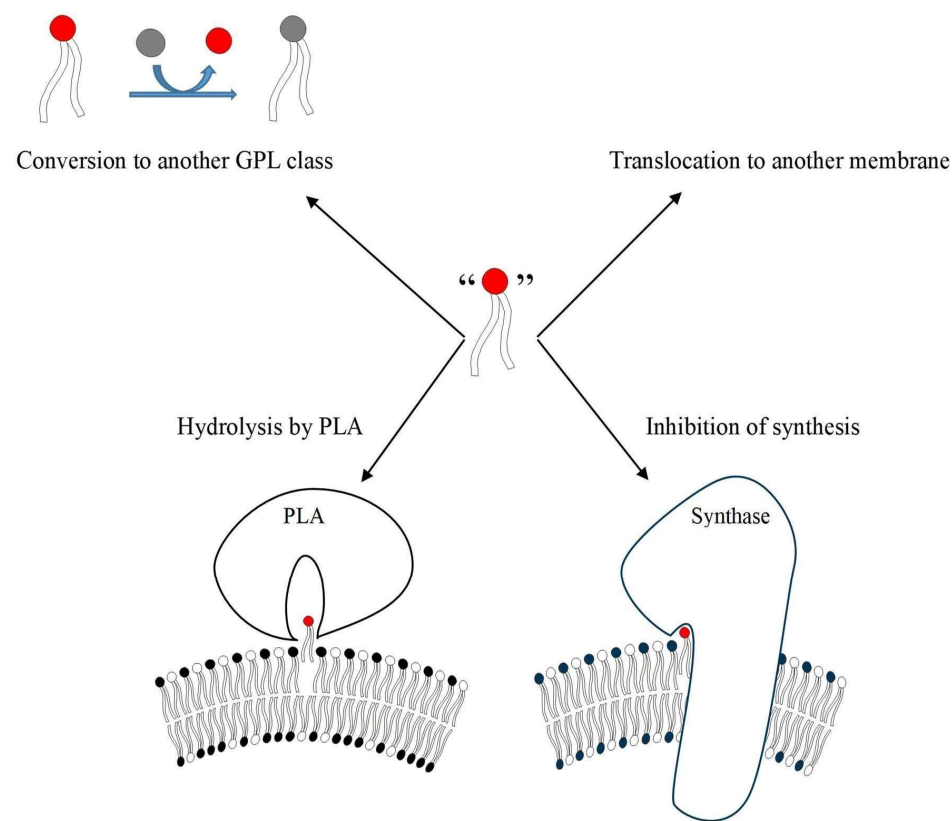 Conversion to another GPL class
Translocation to another membrane
“ ”
Hydrolysis by PLA
Inhibition of synthesis
PLA
Synthase